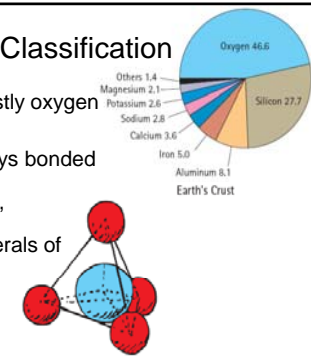 Classification
Oxygen 46.6
Others 1.4
Magnesium 2.1
Potassium 2.6
Sodium 2.8
Calcium 3.6
Iron 5.0
Aluminum 8.1
Silicon 27.7
Earth's Crust
stly oxygen
ys bonded
,
erals of